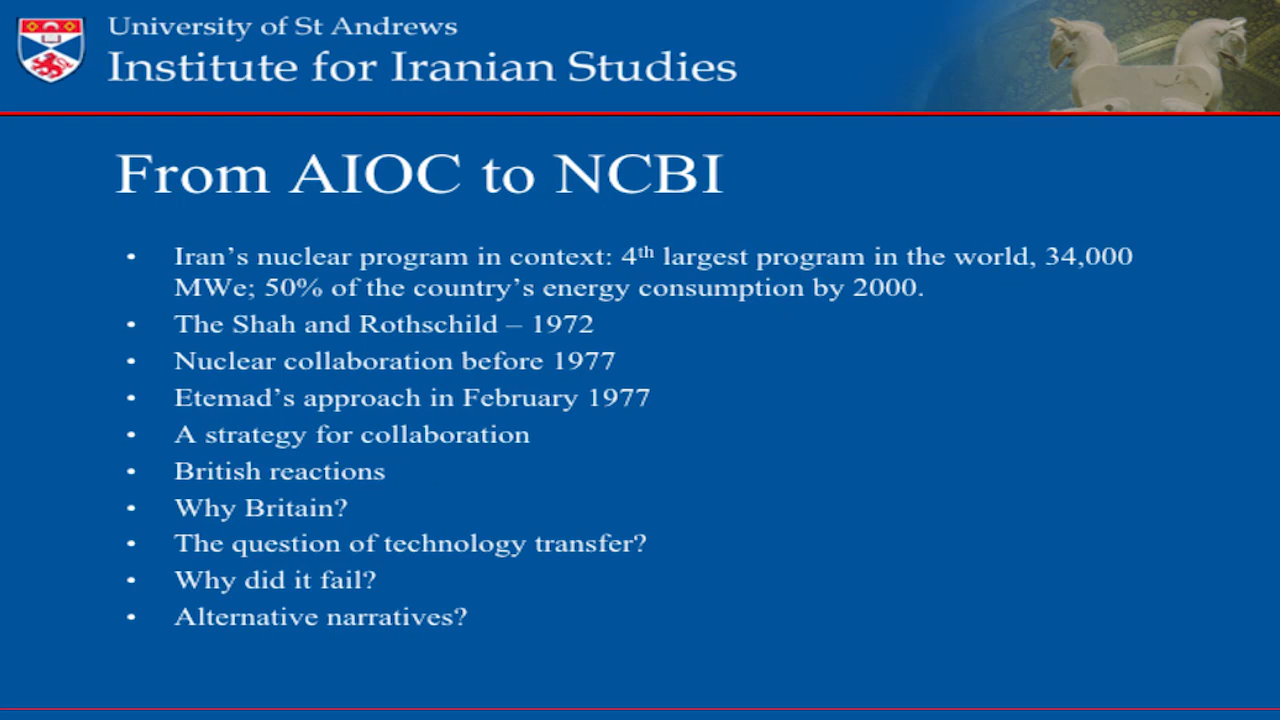 University of St Andrews
Institute for Iranian Studies
From AIOC to NCBI
• Iran’s nuclear program in context: 4th largest program in the world, 34,000
MWe; 50% of the country’s energy consumption by 2000.
• The Shah and Rothschild – 1972
• Nuclear collaboration before 1977
• Etemad’s approach in February 1977
• A strategy for collaboration
• British reactions
• Why Britain?
• The question of technology transfer?
• Why did it fail?
• Alternative narratives?